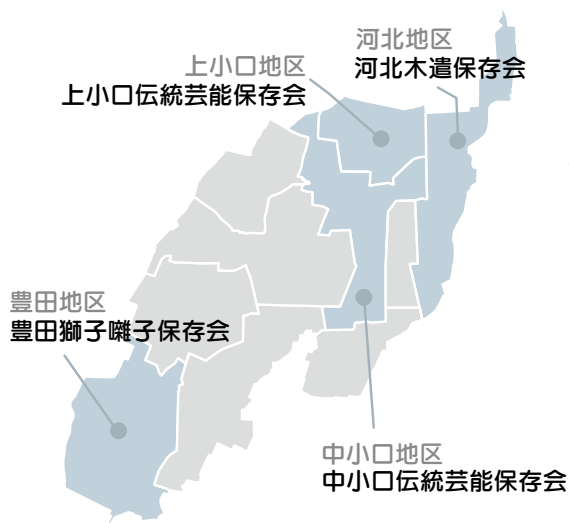 河北地区
河北木遣保存会
上小口地区
上小口伝統芸能保存会
豊田地区
豊田獅子囃子保存会
中小口地区
中小口伝統芸能保存会